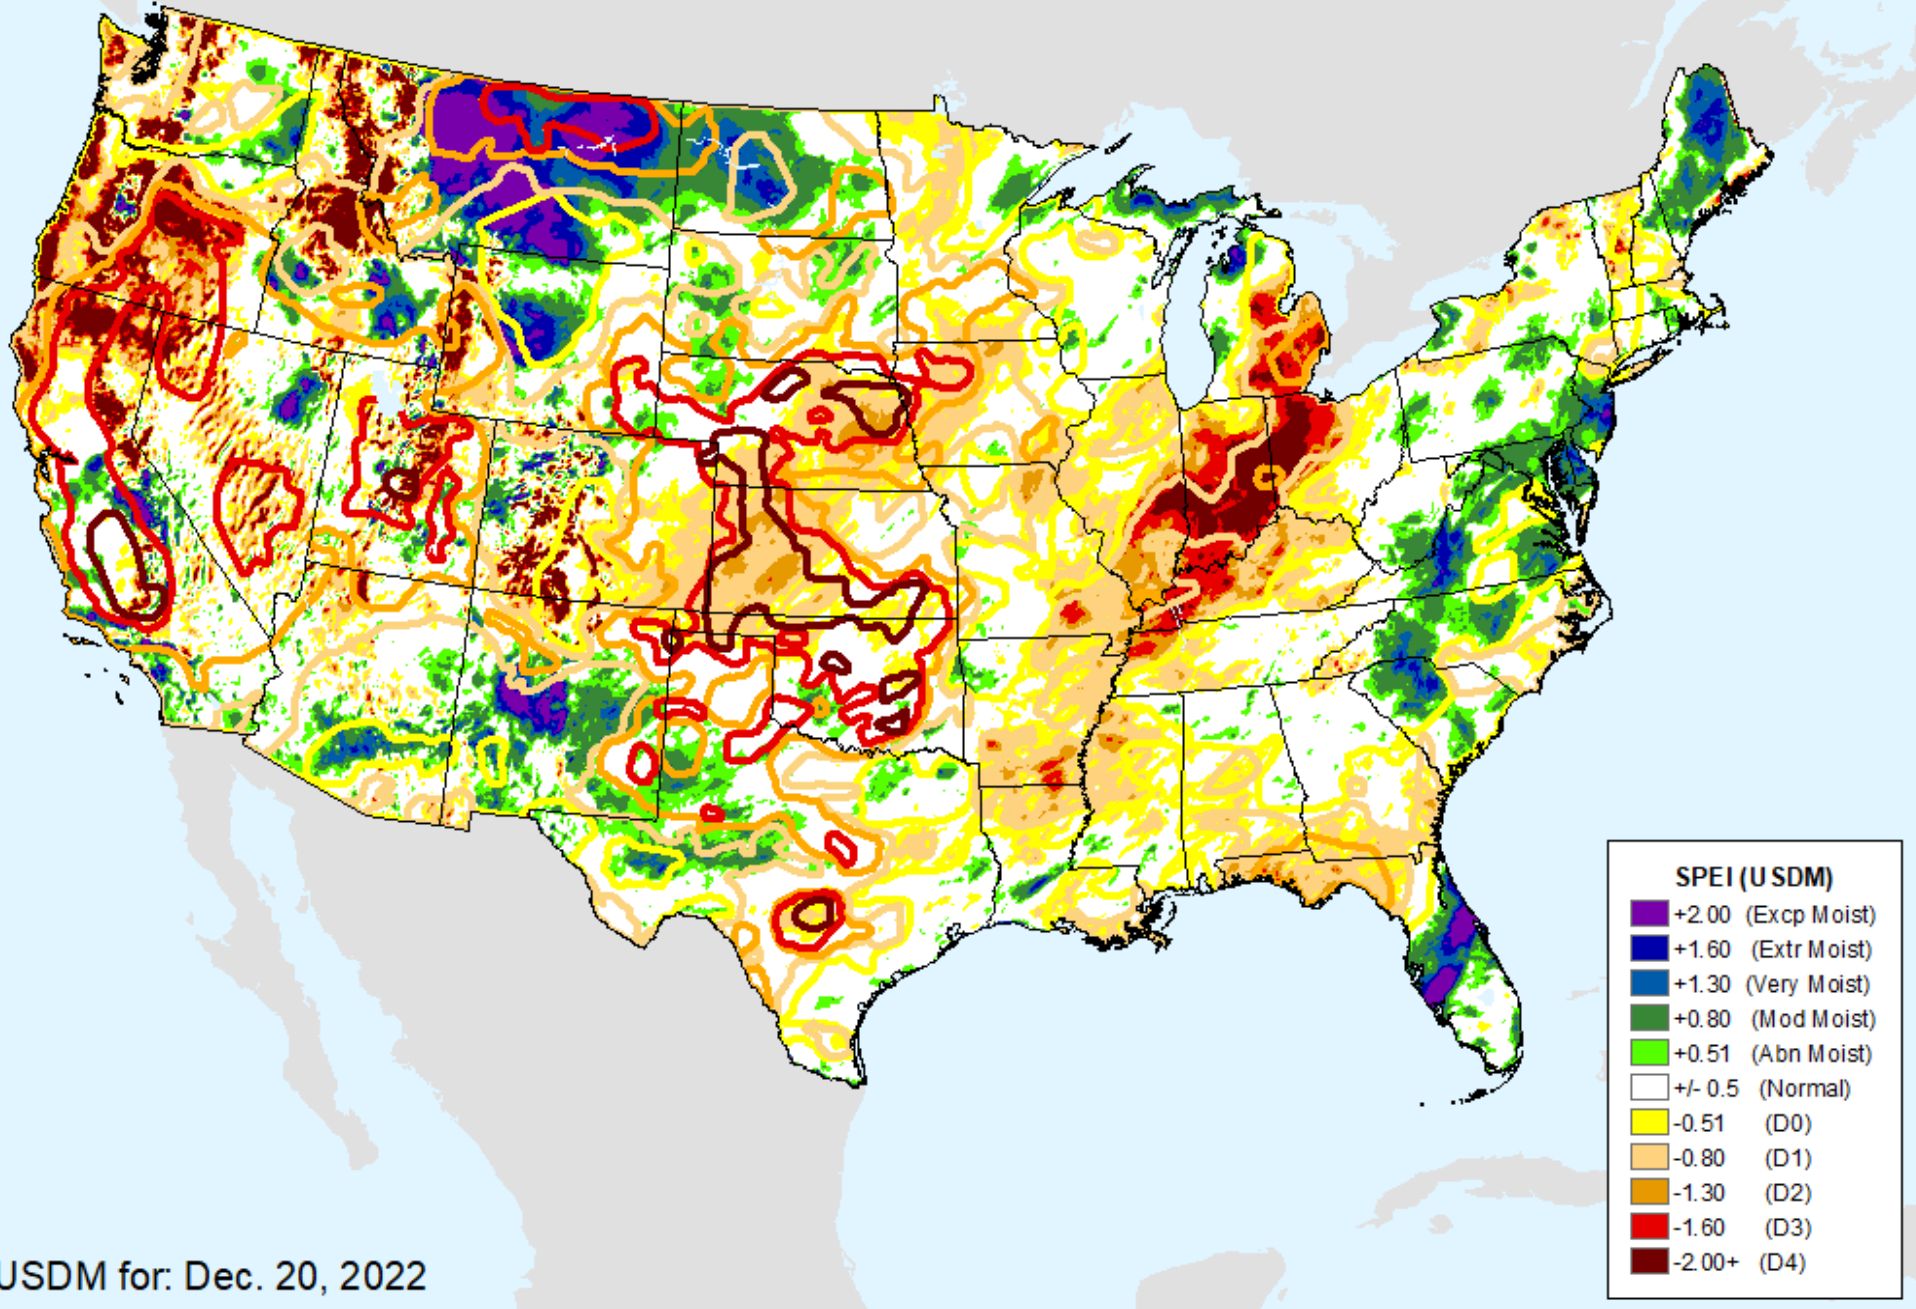 SPEI (USDM)
+2.00 (Excp Moist)
+1.60 (Extr Moist)
+1.30 (Very Moist)
+0.80 (Mod Moist)
+0.51 (Abn Moist)
+/- 0.5 (Normal)
-0.51 (D0)
-0.80 (D1)
-1.30 (D2)
-1.60 (D3)
-2.00+ (D4)
USDM for: Dec. 20, 2022